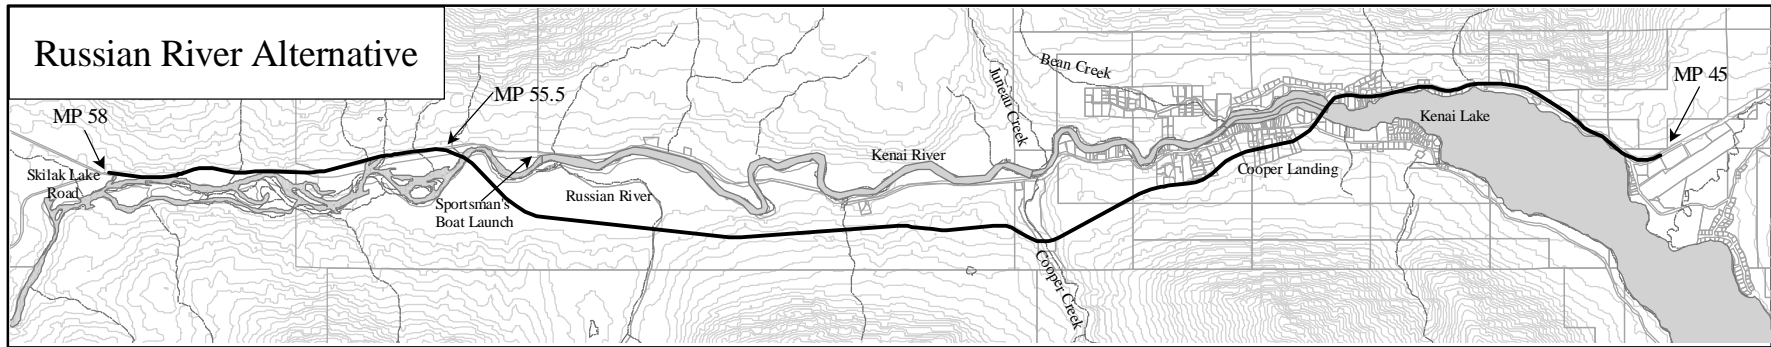 Russian River Alternative
MP 58
MP 55.5
MP 45
Bean Creek
Juneau Creek
Kenai Lake
Kenai River
Cooper Landing
Skilak Lake
Road
Sportsman's
Boat Launch
Russian River
Cooper Creek